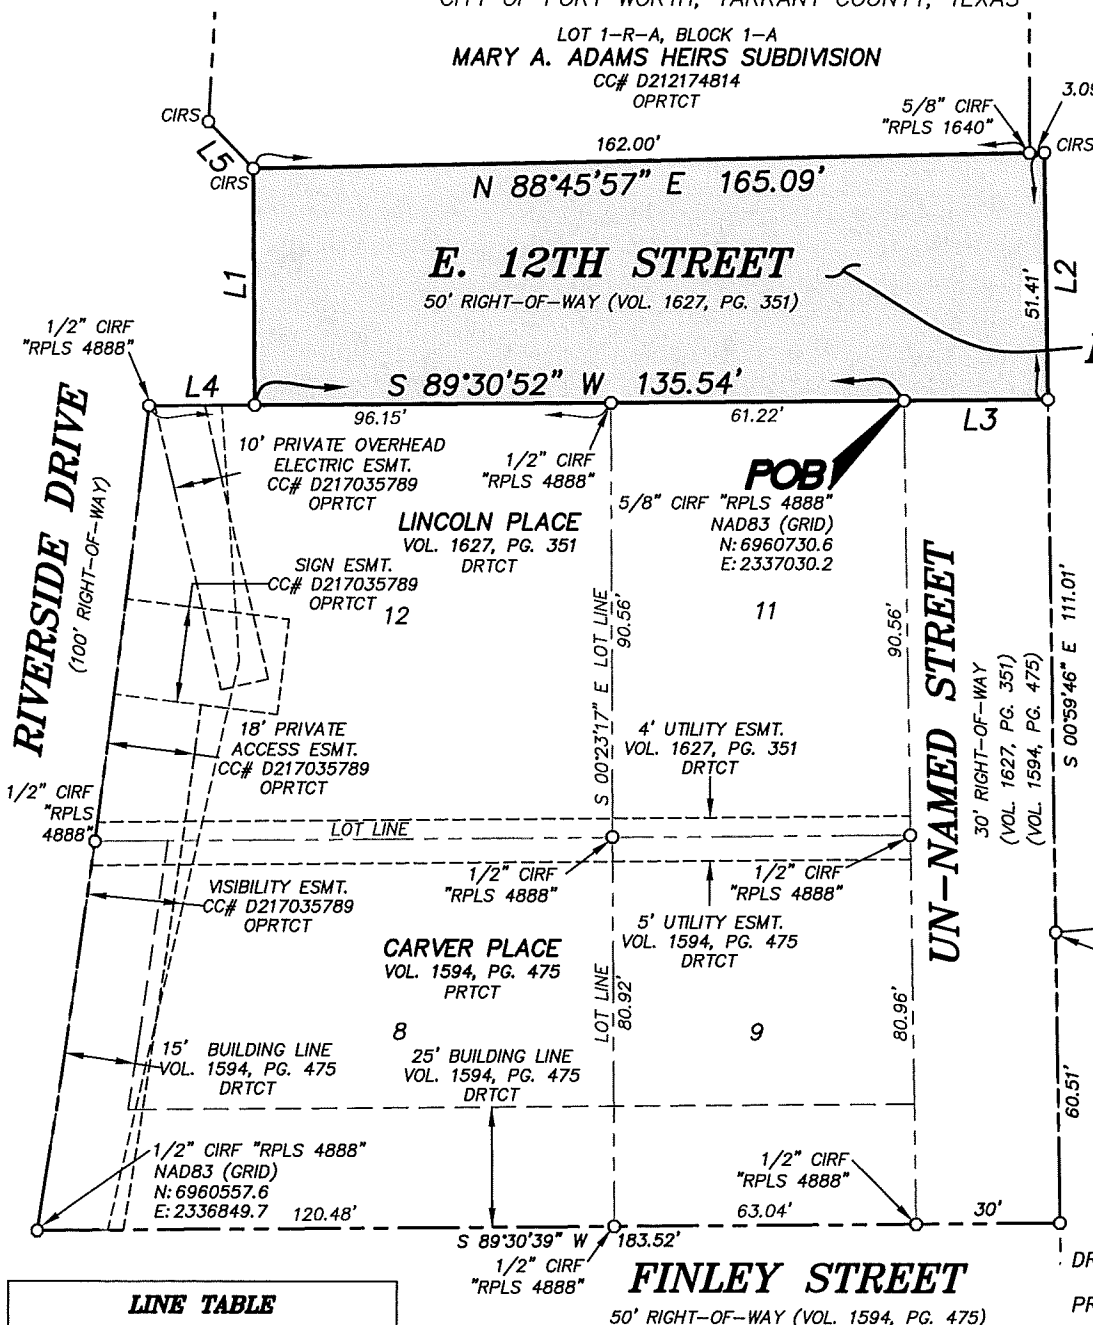 CITY OF FORT WORTH, TARRANT COUNTY, TEXAS
LOT 1-R-A, BLOCK 1-A
MARY A. ADAMS HEIRS SUBDIVISION
CC# D212174814
OPRTCT
CIRS
L5
CIRS
162.00'
5/8" CIRF
"RPLS 1640"
CIRS
N 88°45'57" E 165.09'
E. 12TH STREET
50' RIGHT-OF-WAY (VOL. 1627, PG. 351)
L1
51.41'
L2
1/2" CIRF
"RPLS 4888"
L4
S 89°30'52" W 135.54'
96.15'
61.22'
L3
RIVERSIDE DRIVE
(100' RIGHT-OF-WAY)
10' PRIVATE OVERHEAD
ELECTRIC ESMT.
CC# D217035789
OPRTCT
1/2" CIRF
"RPLS 4888"
POB
5/8" CIRF "RPLS 4888"
NAD83 (GRID)
N: 6960730.6
E: 2337030.2
LINCOLN PLACE
VOL. 1627, PG. 351
DRTCT
SIGN ESMT.
CC# D217035789
OPRTCT
12
11
S 00°23'17" E LOT LINE
90.56'
90.56'
UN-NAMED STREET
30' RIGHT-OF-WAY
(VOL. 1627, PG. 351)
(VOL. 1594, PG. 475)
S 00°59'46" E 111.01'
18' PRIVATE
ACCESS ESMT.
CC# D217035789
OPRTCT
4' UTILITY ESMT.
VOL. 1627, PG. 351
DRTCT
1/2" CIRF
"RPLS
4888"
LOT LINE
1/2" CIRF
"RPLS 4888"
1/2" CIRF
"RPLS 4888"
VISIBILITY ESMT.
CC# D217035789
OPRTCT
5' UTILITY ESMT.
VOL. 1594, PG. 475
DRTCT
CARVER PLACE
VOL. 1594, PG. 475
PRTCT
LOT LINE
80.92'
80.96'
8
9
15' BUILDING LINE
VOL. 1594, PG. 475
DRTCT
25' BUILDING LINE
VOL. 1594, PG. 475
DRTCT
60.51'
1/2" CIRF "RPLS 4888"
NAD83 (GRID)
N: 6960557.6
E: 2336849.7
120.48'
1/2" CIRF
"RPLS 4888"
63.04'
30'
S 89°30'39" W 183.52'
1/2" CIRF
"RPLS 4888"
FINLEY STREET
50' RIGHT-OF-WAY (VOL. 1594, PG. 475)
LINE TABLE